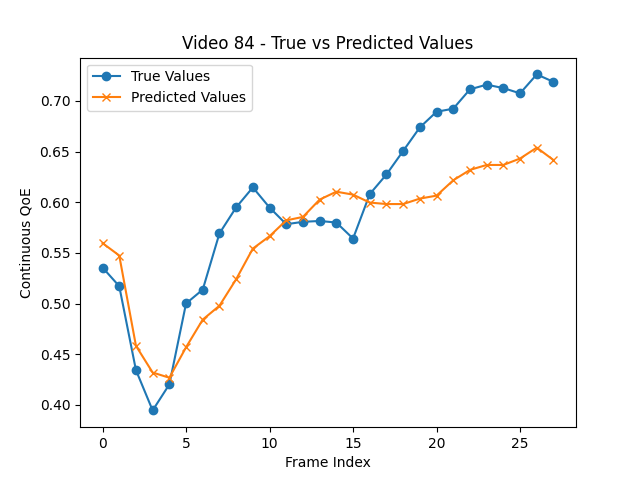 Video 84 - True vs Predicted Values
True Values
Predicted Values
0.70
0.65
0.60
0.55
0.50
0.45
0.40
Continuous QoE
0 5 10 15 20 25
Frame Index